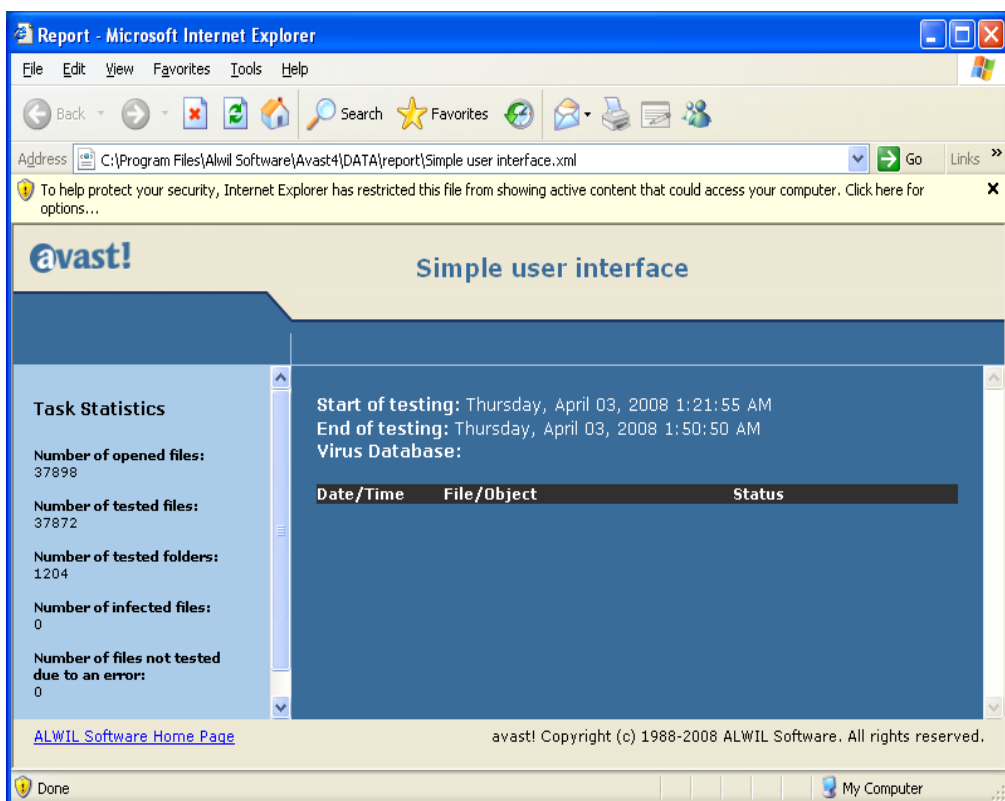 Report - Microsoft Internet Explorer
File Edit View Favorites Tools Help
Back Search Favorites
Address C:\Program Files\Alwil Software\Avast4\DATA\report\Simple user interface.xml Go Links »
To help protect your security, Internet Explorer has restricted this file from showing active content that could access your computer. Click here for
options...
avast!
Simple user interface
Task Statistics
Number of opened files:
37898
Number of tested files:
37872
Number of tested folders:
1204
Number of infected files:
0
Number of files not tested
due to an error:
0
Start of testing: Thursday, April 03, 2008 1:21:55 AM
End of testing: Thursday, April 03, 2008 1:50:50 AM
Virus Database:
Date/Time File/Object Status
ALWIL Software Home Page
avast! Copyright (c) 1988-2008 ALWIL Software. All rights reserved.
Done
My Computer